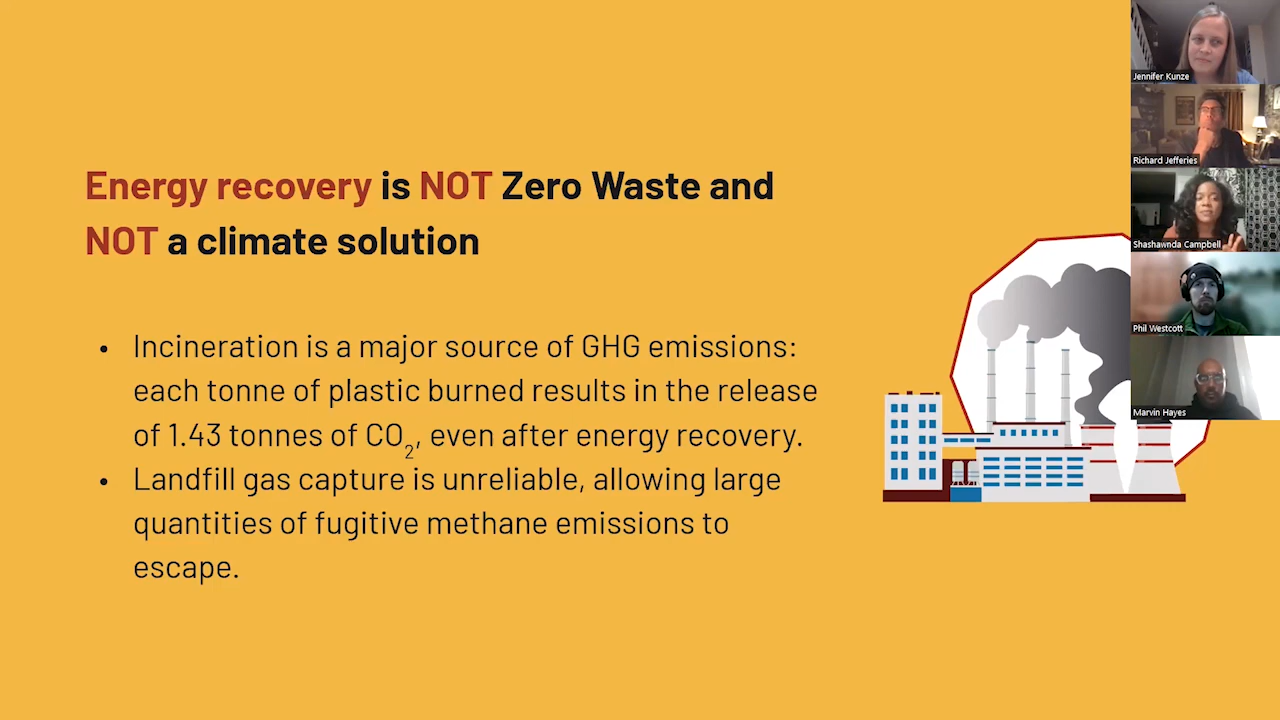 Energy recovery is NOT Zero Waste and
NOT a climate solution
• Incineration is a major source of GHG emissions:
each tonne of plastic burned results in the release
of 1.43 tonnes of CO₂, even after energy recovery.
• Landfill gas capture is unreliable, allowing large
quantities of fugitive methane emissions to
escape.
Jennifer Kunze
Richard Jefferies
Shashawnda Campbell
Phil Westcott
Marvin Hayes